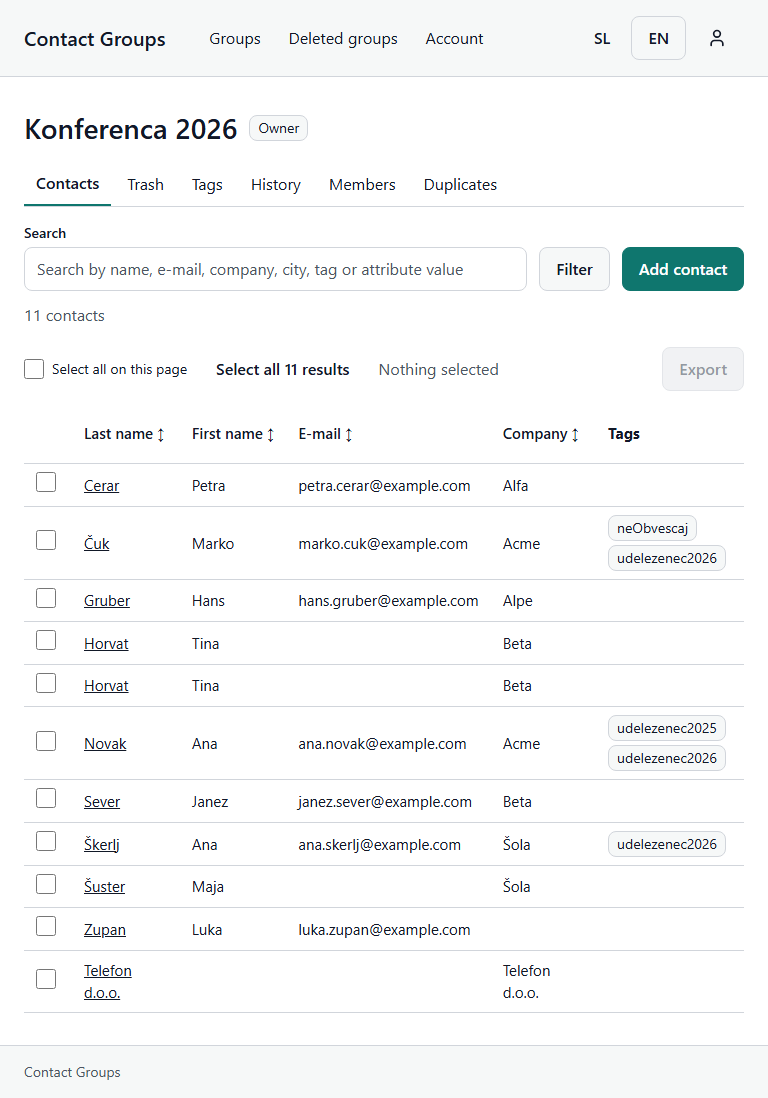 Contact Groups Groups Deleted groups Account SL EN
Konferenca 2026 Owner
Contacts Trash Tags History Members Duplicates
Search
Search by name, e-mail, company, city, tag or attribute value Filter Add contact
11 contacts
Select all on this page Select all 11 results Nothing selected Export
Last name ↕ First name ↕ E-mail ↕ Company ↕ Tags
Cerar Petra petra.cerar@example.com Alfa
Čuk Marko marko.cuk@example.com Acme neObvescaj
udelezenec2026
Gruber Hans hans.gruber@example.com Alpe
Horvat Tina Beta
Horvat Tina Beta
Novak Ana ana.novak@example.com Acme udelezenec2025
udelezenec2026
Sever Janez janez.sever@example.com Beta
Škerlj Ana ana.skerlj@example.com Šola udelezenec2026
Šuster Maja Šola
Zupan Luka luka.zupan@example.com
Telefon d.o.o. Telefon d.o.o.
Contact Groups